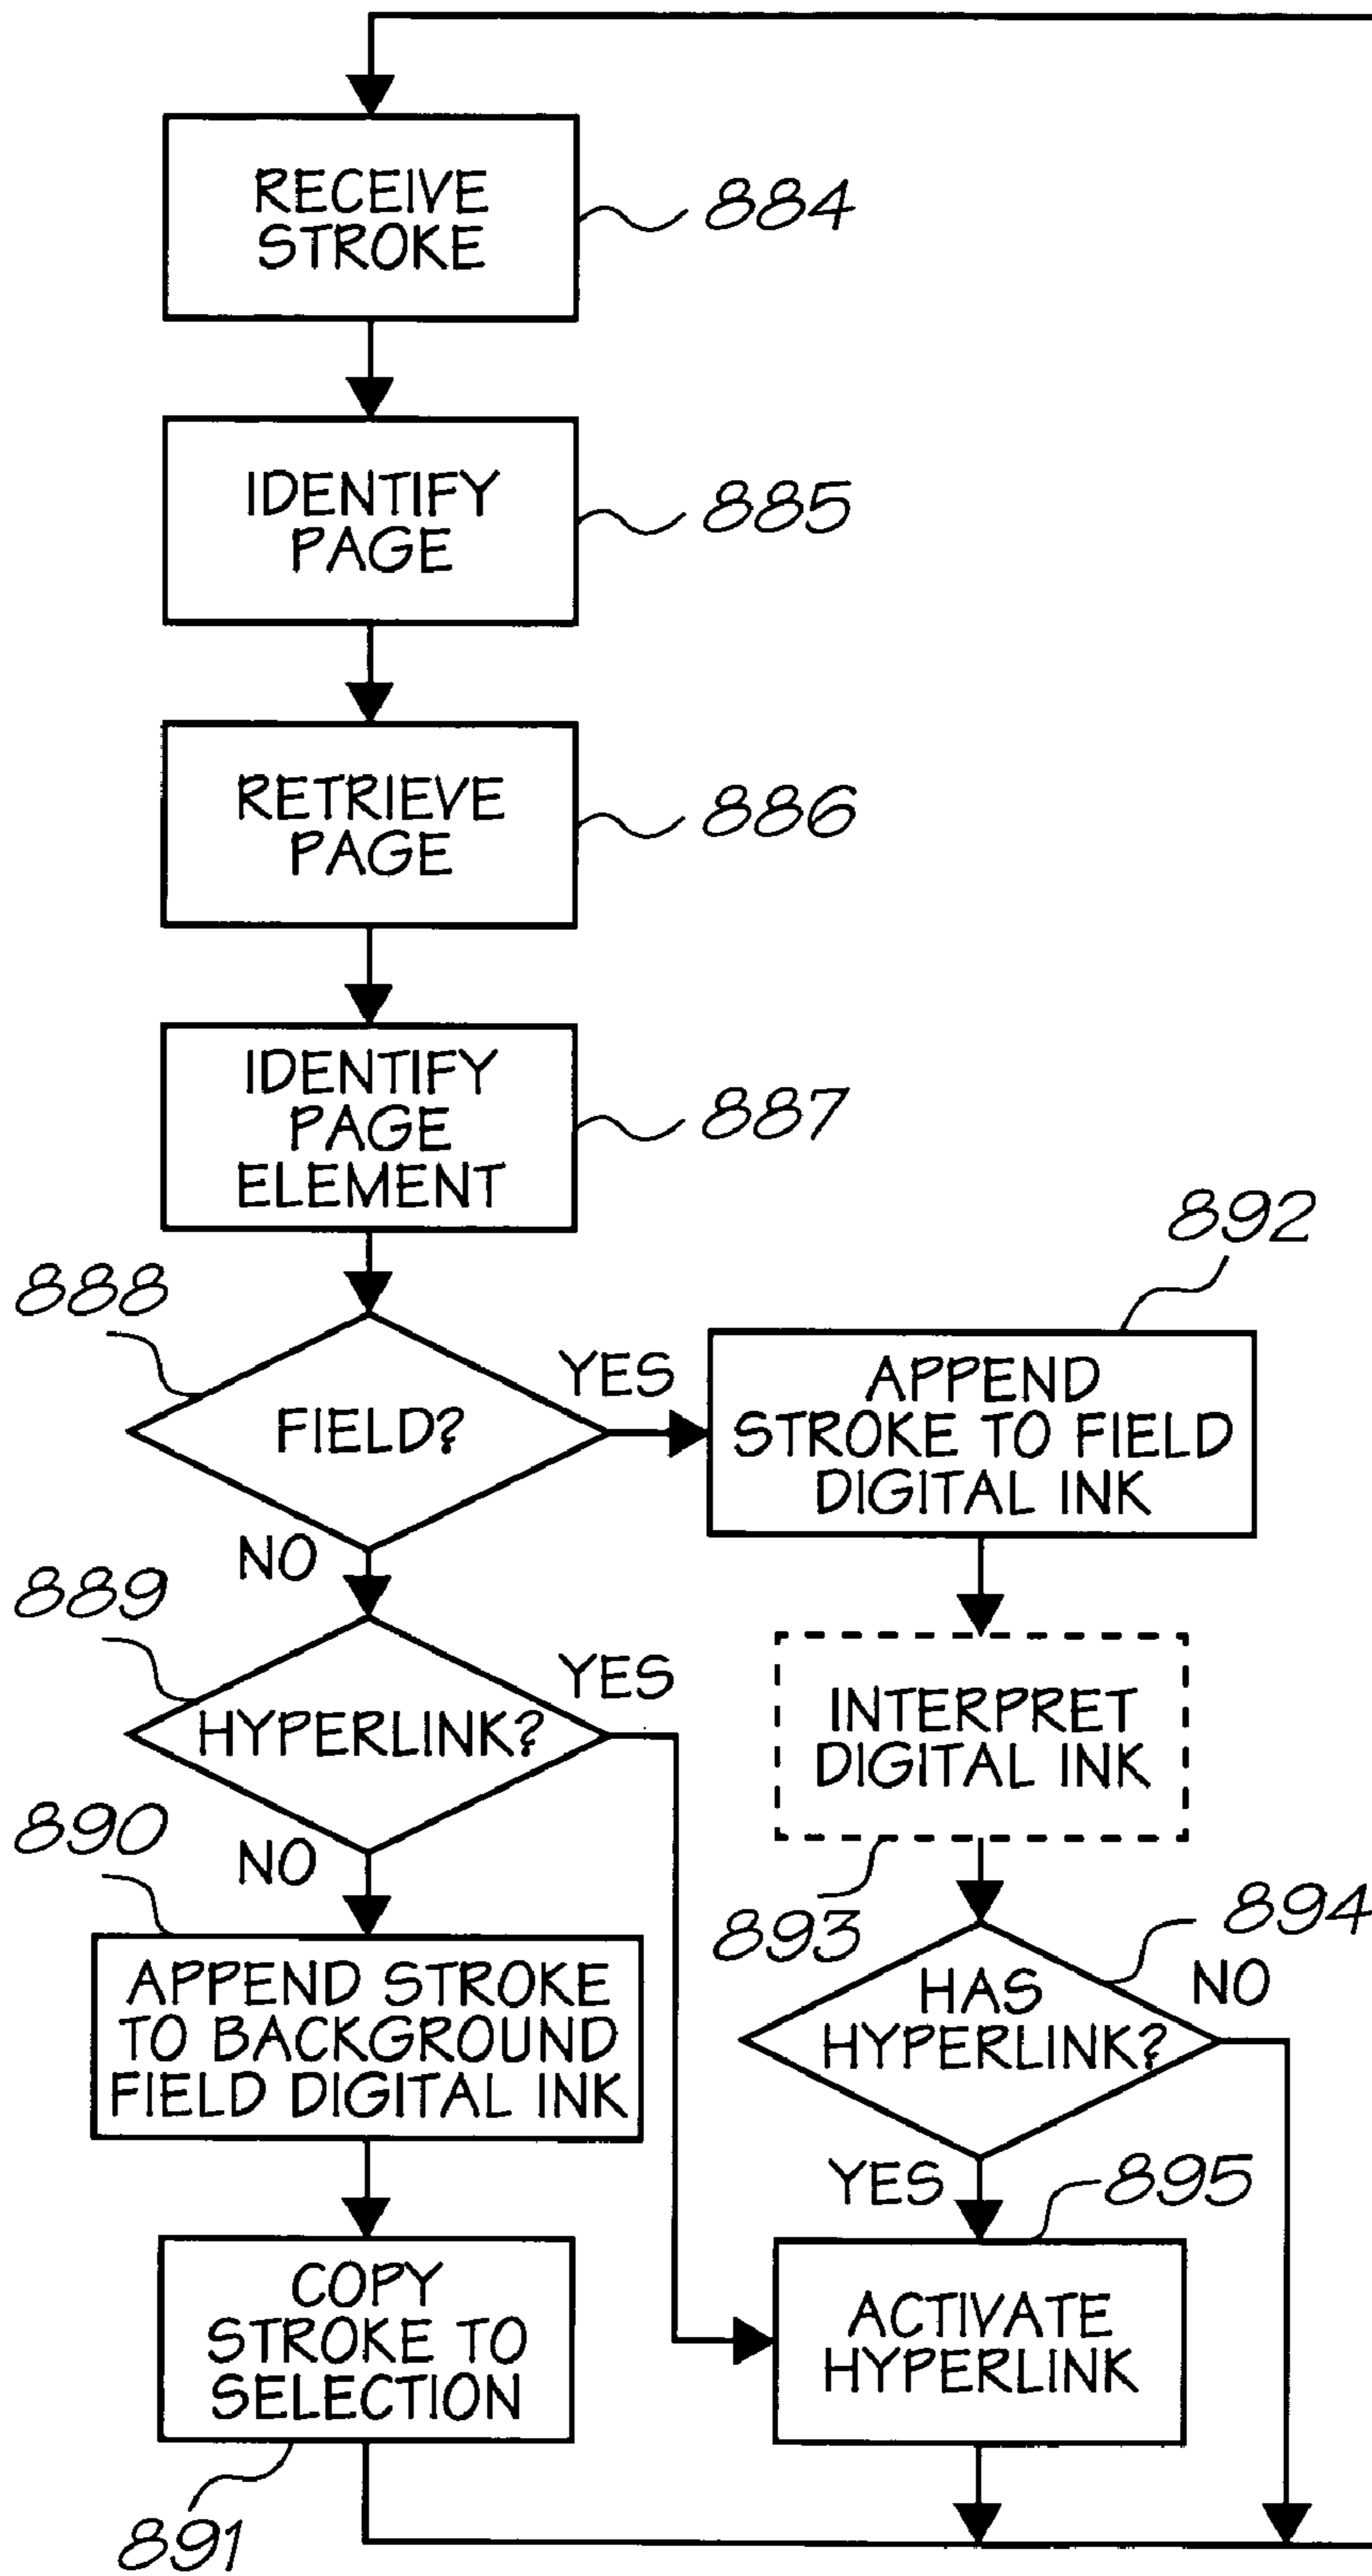 RECEIVE
STROKE
884
IDENTIFY
PAGE
885
RETRIEVE
PAGE
886
IDENTIFY
PAGE
ELEMENT
887
892
888
FIELD?
YES
APPEND
STROKE TO FIELD
DIGITAL INK
NO
889
HYPERLINK?
YES
INTERPRET
DIGITAL INK
890
NO
893
894
HAS
HYPERLINK?
NO
APPEND STROKE
TO BACKGROUND
FIELD DIGITAL INK
YES
895
COPY
STROKE TO
SELECTION
ACTIVATE
HYPERLINK
891